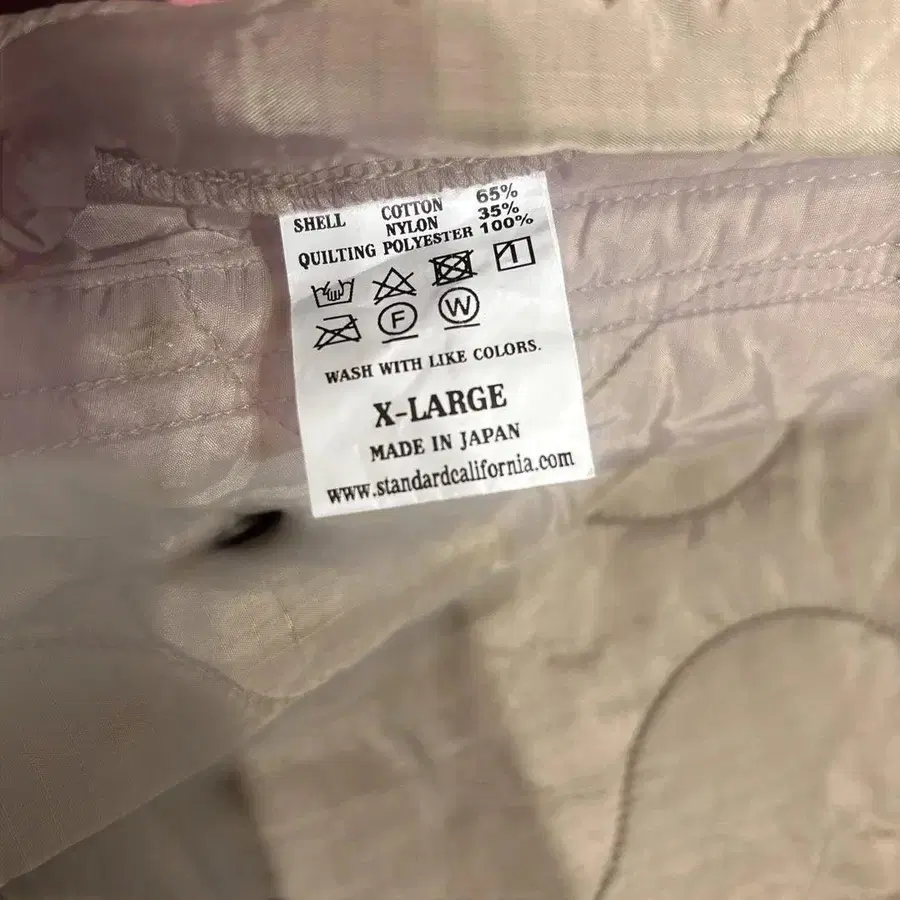 SHELL COTTON 65%
NYLON 35%
QUILTING POLYESTER 100%
F W
WASH WITH LIKE COLORS.
X-LARGE
MADE IN JAPAN
www.standardcalifornia.com